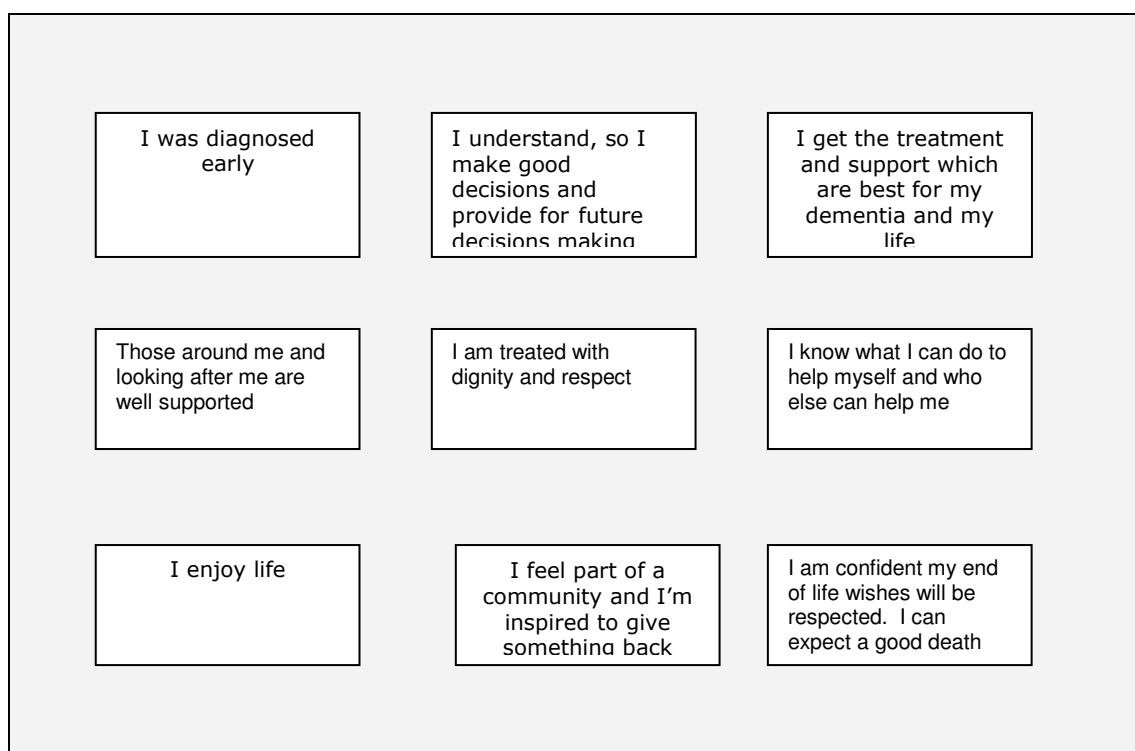 I was diagnosed
early
I understand, so I
make good
decisions and
provide for future
decisions making
I get the treatment
and support which
are best for my
dementia and my
life
Those around me and
looking after me are
well supported
I am treated with
dignity and respect
I know what I can do to
help myself and who
else can help me
I enjoy life
I feel part of a
community and I’m
inspired to give
something back
I am confident my end
of life wishes will be
respected.  I can
expect a good death